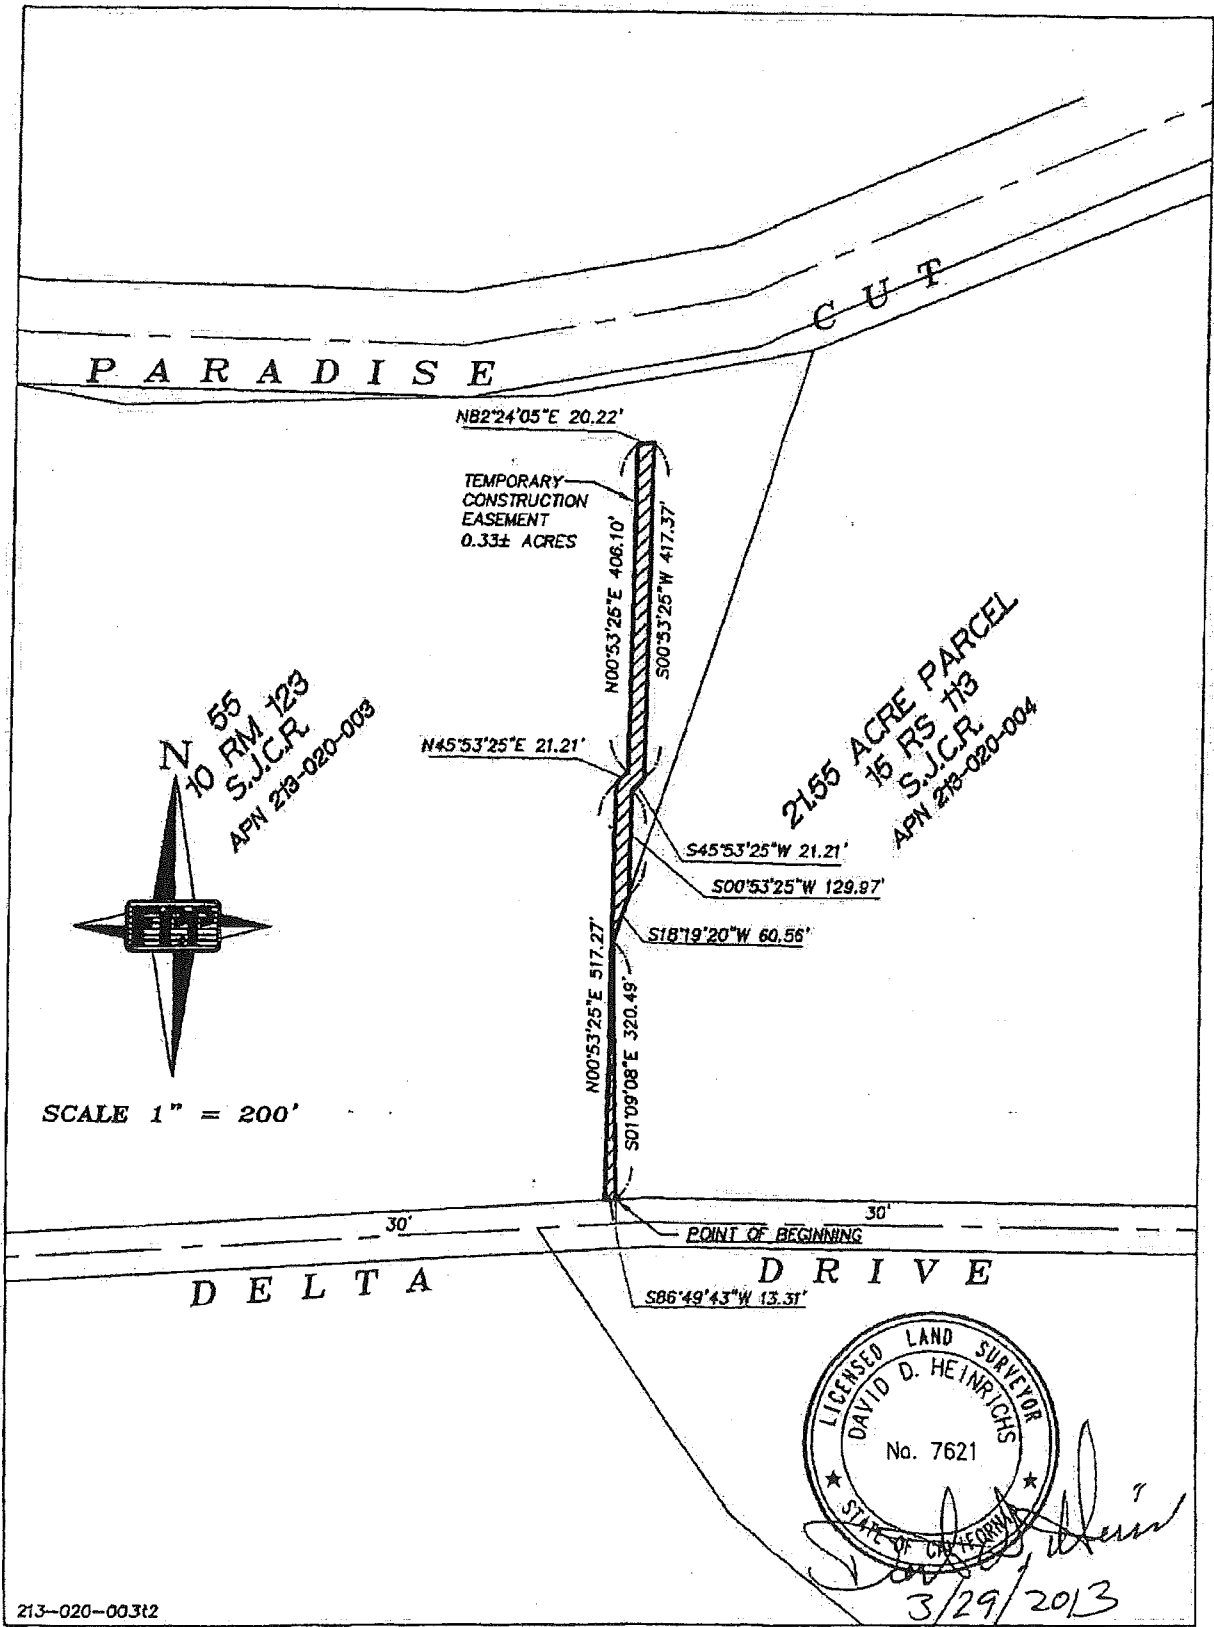 PARADISE
CUT
N82°24'05"E 20.22'
TEMPORARY
CONSTRUCTION
EASEMENT
0.33± ACRES
N00°53'25"E 406.10'
S00°53'25"W 417.37'
55
10 RM 123
S.J.C.R.
APN 213-020-003
21.55 ACRE PARCEL
15 RS 113
S.J.C.R.
APN 213-020-004
N
N45°53'25"E 21.21'
S45°53'25"W 21.21'
S00°53'25"W 129.97'
S18°19'20"W 60.56'
N00°53'25"E 517.27'
S01°09'08"E 320.49'
SCALE 1" = 200'
30'
30'
POINT OF BEGINNING
DELTA DRIVE
S86°49'43"W 13.31'
LICENSED LAND SURVEYOR
DAVID D. HEINRICHS
No. 7621
STATE OF CALIFORNIA
3/29/2013
213-020-003t2